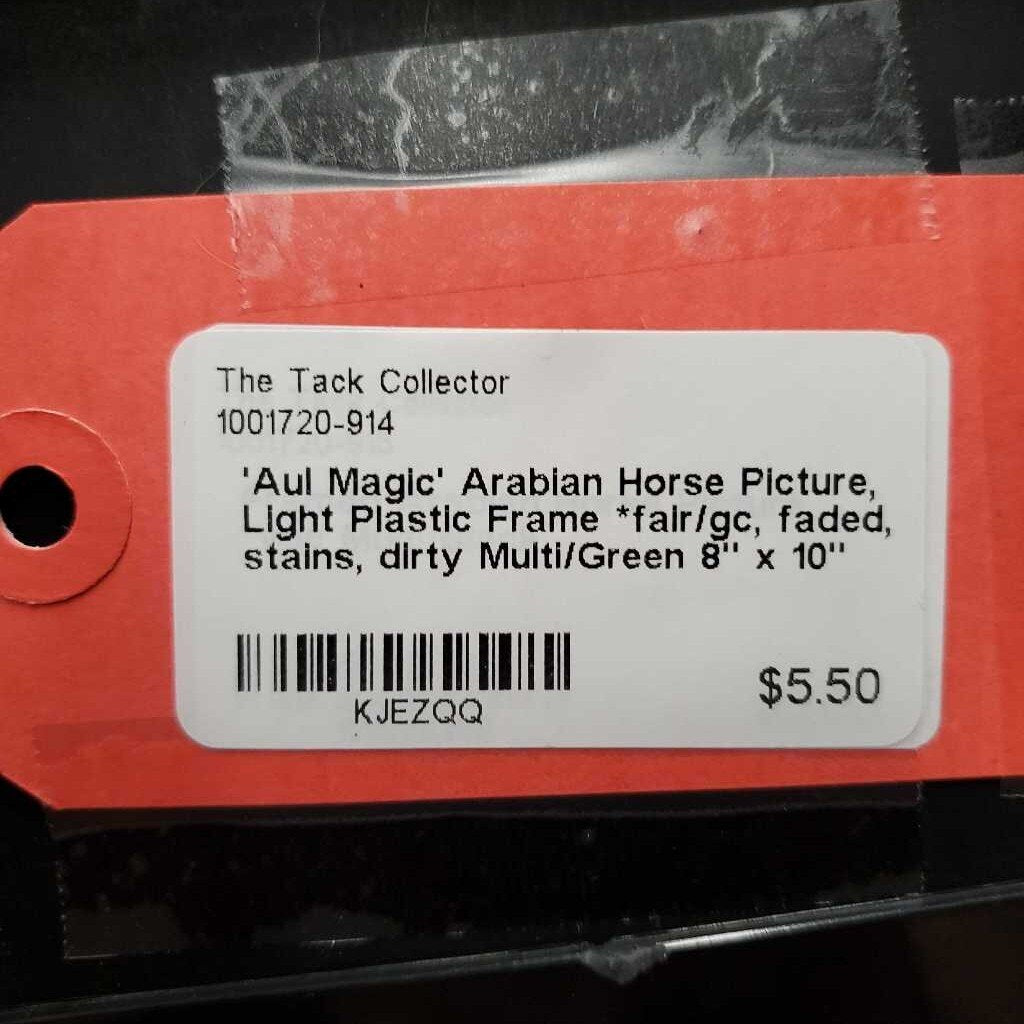 The Tack Collector
1001720-914
'Aul Magic' Arabian Horse Picture,
Light Plastic Frame *fair/gc, faded,
stains, dirty Multi/Green 8" x 10"
KJEZQQ
$5.50